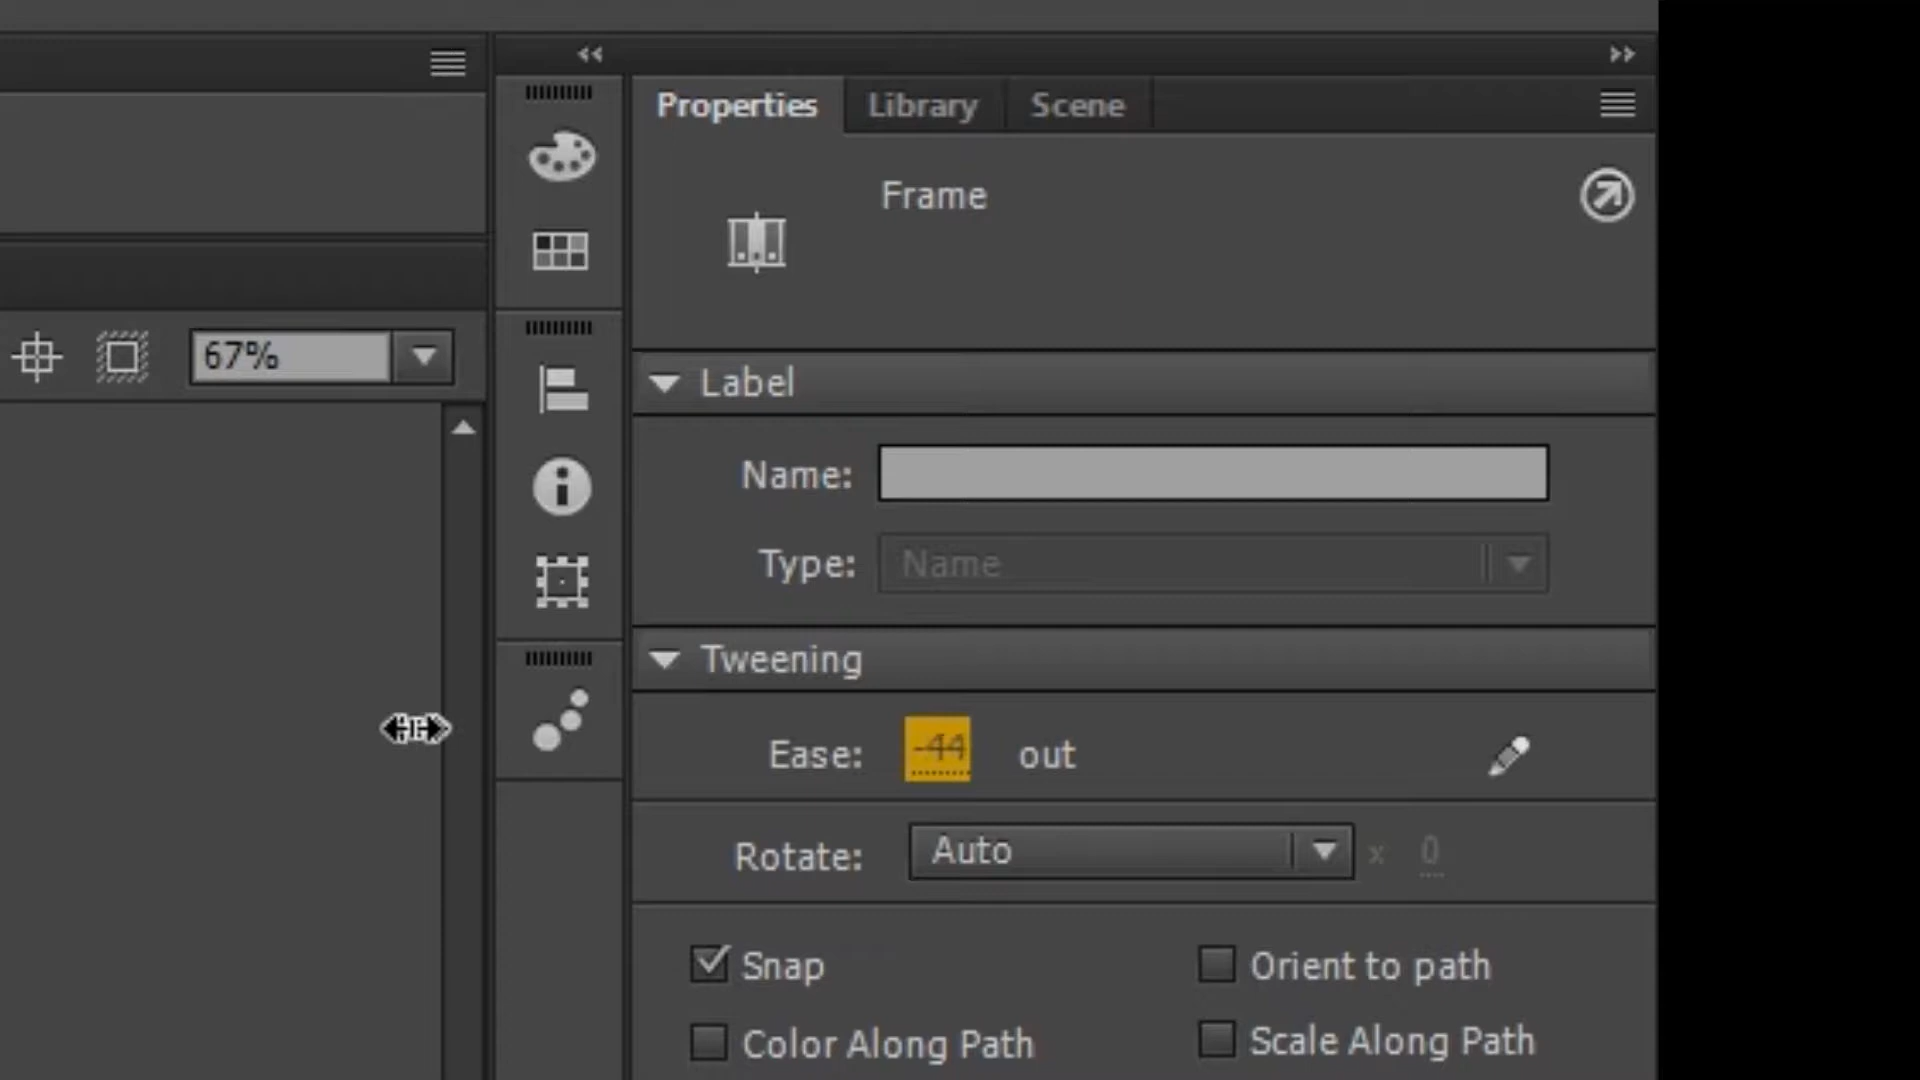 Properties Library Scene
Frame
67%
Label
Name:
Type: Name
Tweening
Ease: -44 out
Rotate: Auto x 0
Snap Orient to path
Color Along Path Scale Along Path